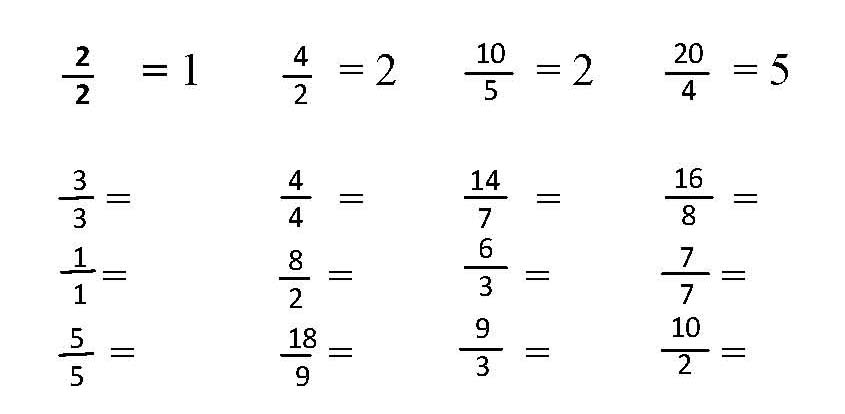 2/2 = 1 4/2 = 2 10/5 = 2 20/4 = 5
3/3 = 4/4 = 14/7 = 16/8 =
1/1 = 8/2 = 6/3 = 7/7 =
5/5 = 18/9 = 9/3 = 10/2 =